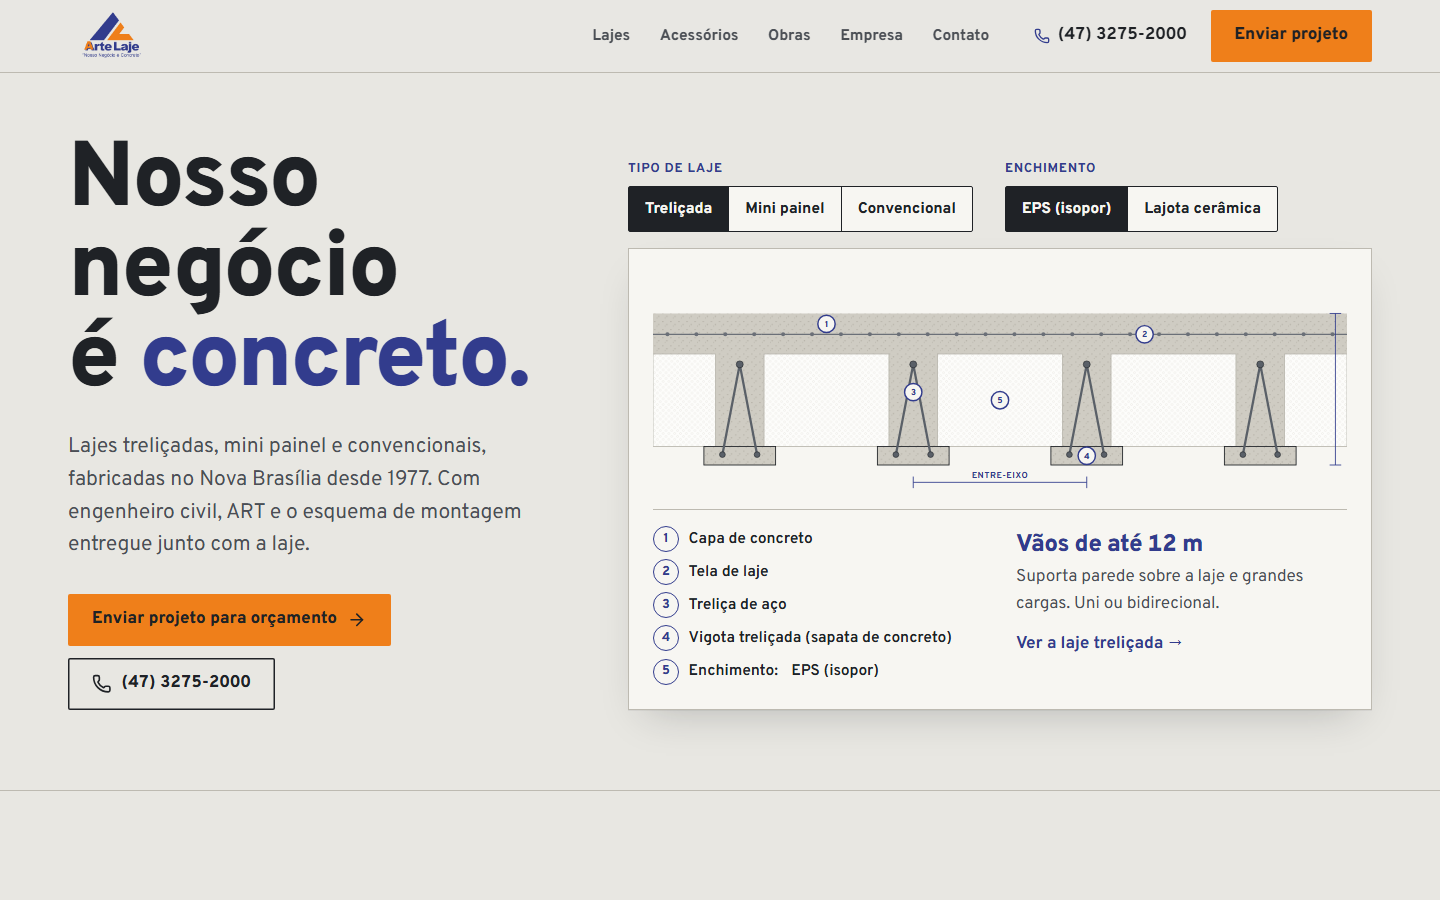 Arte Laje
"Nosso Negócio é Concreto"
Lajes
Acessórios
Obras
Empresa
Contato
(47) 3275-2000
Enviar projeto
Nosso
negócio
é concreto.
Lajes treliçadas, mini painel e convencionais,
fabricadas no Nova Brasília desde 1977. Com
engenheiro civil, ART e o esquema de montagem
entregue junto com a laje.
Enviar projeto para orçamento →
(47) 3275-2000
TIPO DE LAJE
Treliçada
Mini painel
Convencional
ENCHIMENTO
EPS (isopor)
Lajota cerâmica
1
2
3
5
4
ENTRE-EIXO
1 Capa de concreto
2 Tela de laje
3 Treliça de aço
4 Vigota treliçada (sapata de concreto)
5 Enchimento: EPS (isopor)
Vãos de até 12 m
Suporta parede sobre a laje e grandes
cargas. Uni ou bidirecional.
Ver a laje treliçada →